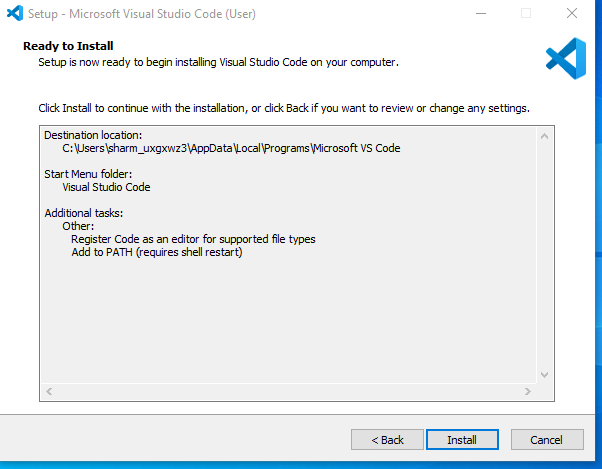 Setup - Microsoft Visual Studio Code (User)
Ready to Install
Setup is now ready to begin installing Visual Studio Code on your computer.
Click Install to continue with the installation, or click Back if you want to review or change any settings.
Destination location:
C:\Users\sharm_uxgxwz3\AppData\Local\Programs\Microsoft VS Code
Start Menu folder:
Visual Studio Code
Additional tasks:
Other:
Register Code as an editor for supported file types
Add to PATH (requires shell restart)
< Back
Install
Cancel